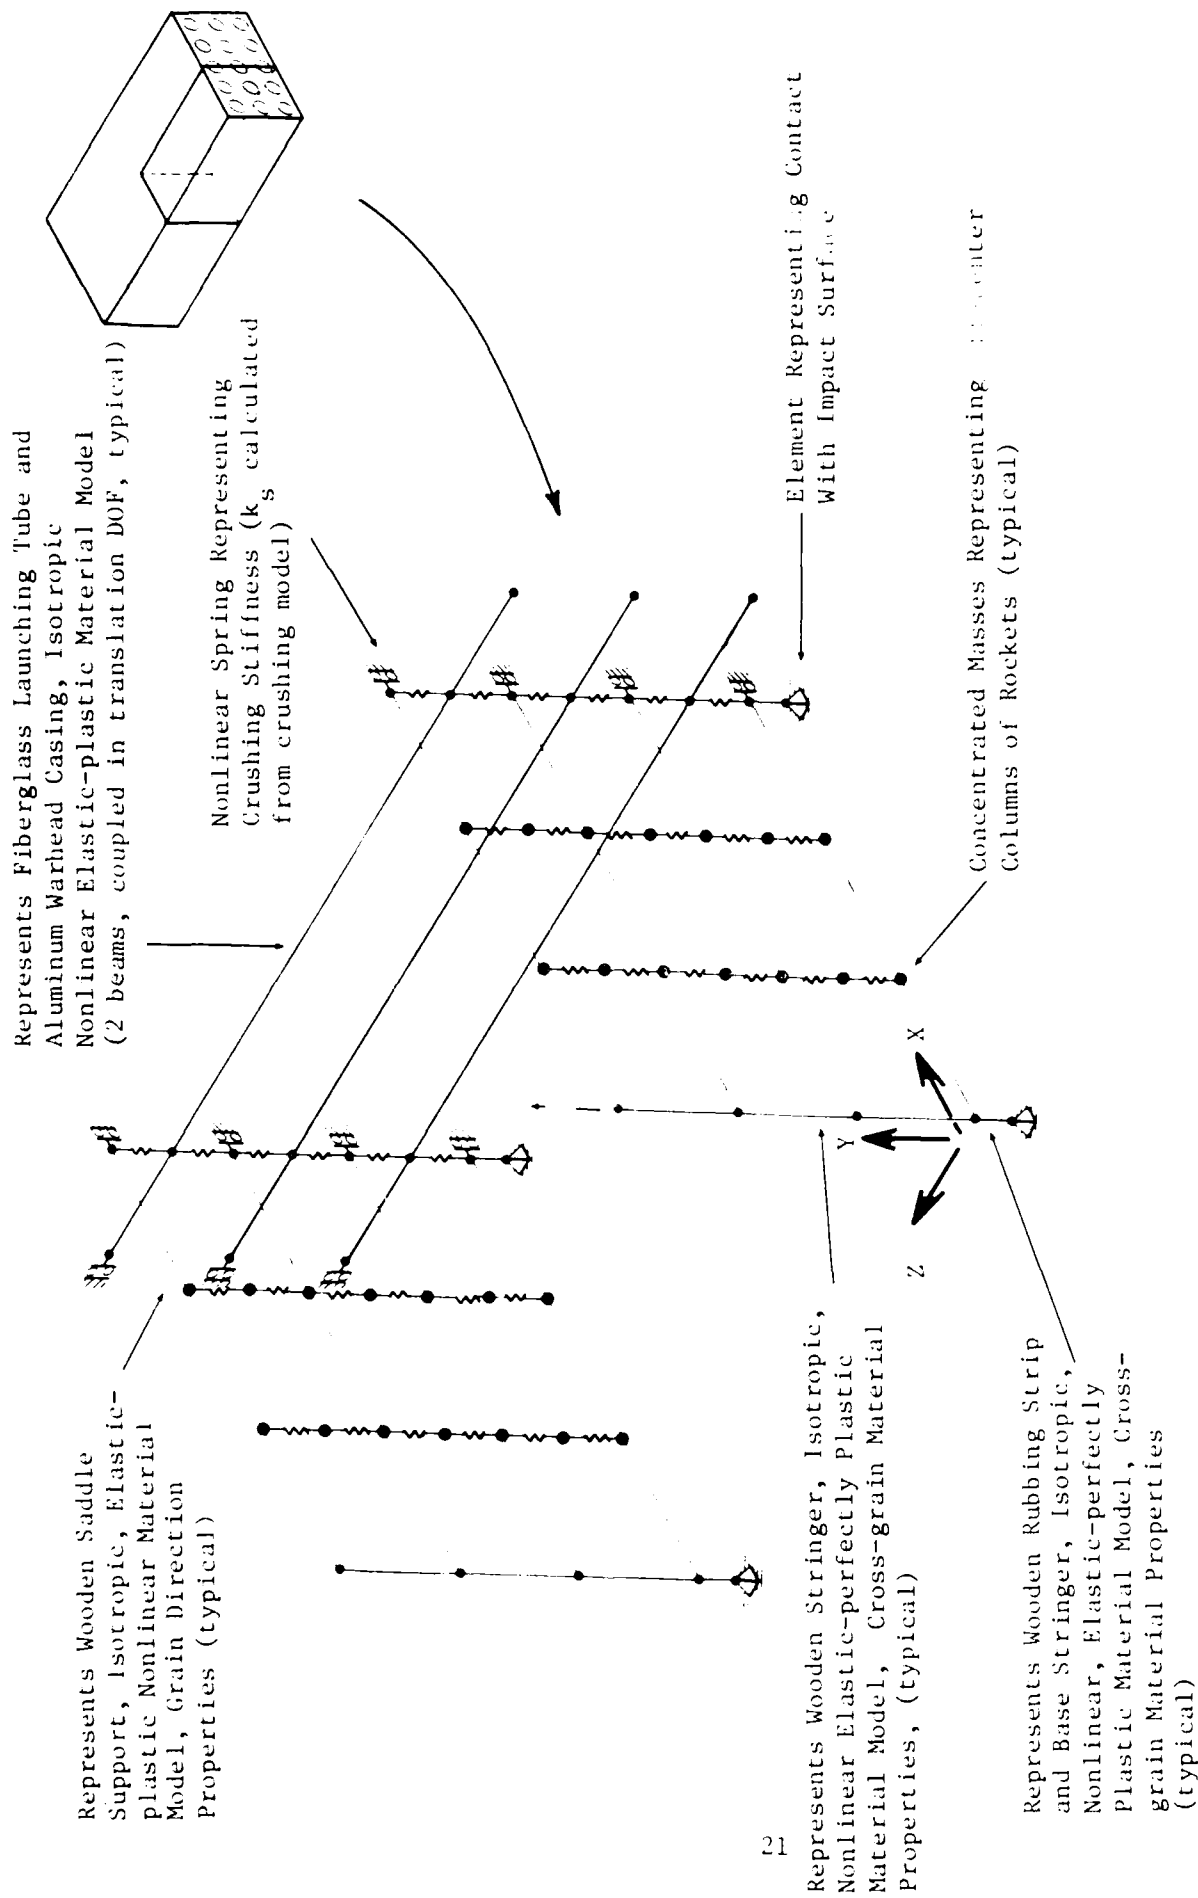 Represents Fiberglass Launching Tube and
Aluminum Warhead Casing, Isotropic
Nonlinear Elastic-plastic Material Model
(2 beams, coupled in translation DOF, typical)
Nonlinear Spring Representing
Crushing Stiffness (k_s calculated
from crushing model)
Represents Wooden Saddle
Support, Isotropic, Elastic-
plastic Nonlinear Material
Model, Grain Direction
Properties (typical)
Element Representing Contact
With Impact Surface
Concentrated Masses Representing
Columns of Rockets (typical)
Represents Wooden Stringer, Isotropic,
Nonlinear Elastic-perfectly Plastic
Material Model, Cross-grain Material
Properties, (typical)
Y
X
Z
Represents Wooden Rubbing Strip
and Base Stringer, Isotropic,
Nonlinear, Elastic-perfectly
Plastic Material Model, Cross-
grain Material Properties
(typical)
21